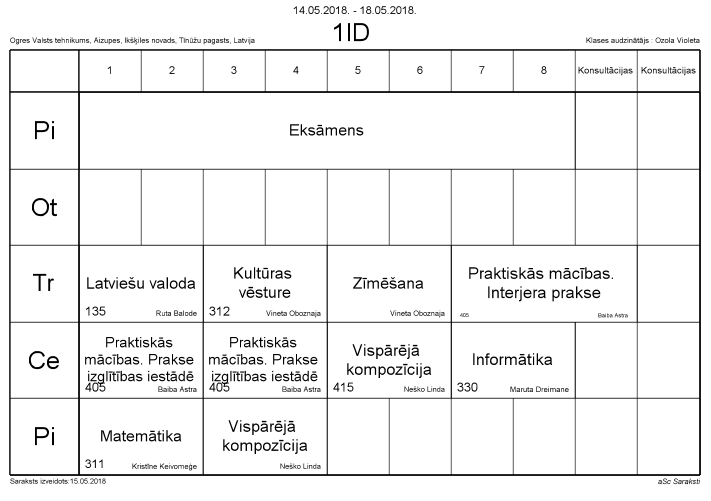 14.05.2018. - 18.05.2018.
Ogres Valsts tehnikums, Aizupes, Ikšķiles novads, Tīnūžu pagasts, Latvija
1ID
Klases audzinātājs : Ozola Violeta
1 2 3 4 5 6 7 8 Konsultācijas Konsultācijas
Pi
Eksāmens
Ot
Tr
Latviešu valoda
135 Ruta Balode
Kultūras
vēsture
312 Vineta Oboznaja
Zīmēšana
Vineta Oboznaja
Praktiskās mācības.
Interjera prakse
405 Baiba Astra
Ce
Praktiskās
mācības. Prakse
izglītības iestādē
405 Baiba Astra
Praktiskās
mācības. Prakse
izglītības iestādē
405 Baiba Astra
Vispārējā
kompozīcija
415 Neško Linda
Informātika
330 Maruta Dreimane
Pi
Matemātika
311 Kristīne Keivomeģe
Vispārējā
kompozīcija
Neško Linda
Saraksts izveidots:15.05.2018
aSc Saraksti